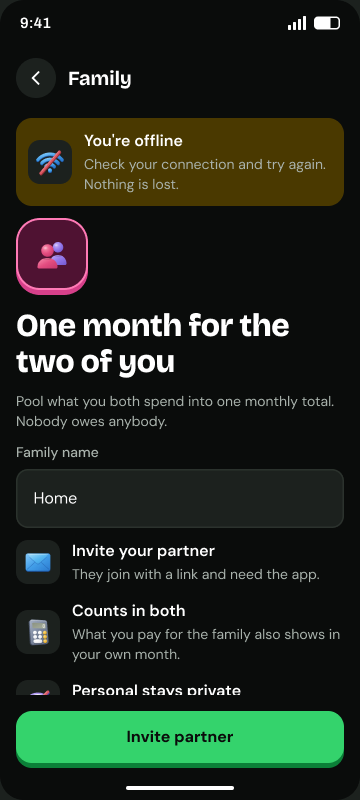 9:41
Family
You're offline
Check your connection and try again.
Nothing is lost.
One month for the
two of you
Pool what you both spend into one monthly total.
Nobody owes anybody.
Family name
Home
Invite your partner
They join with a link and need the app.
Counts in both
What you pay for the family also shows in
your own month.
Personal stays private
Invite partner